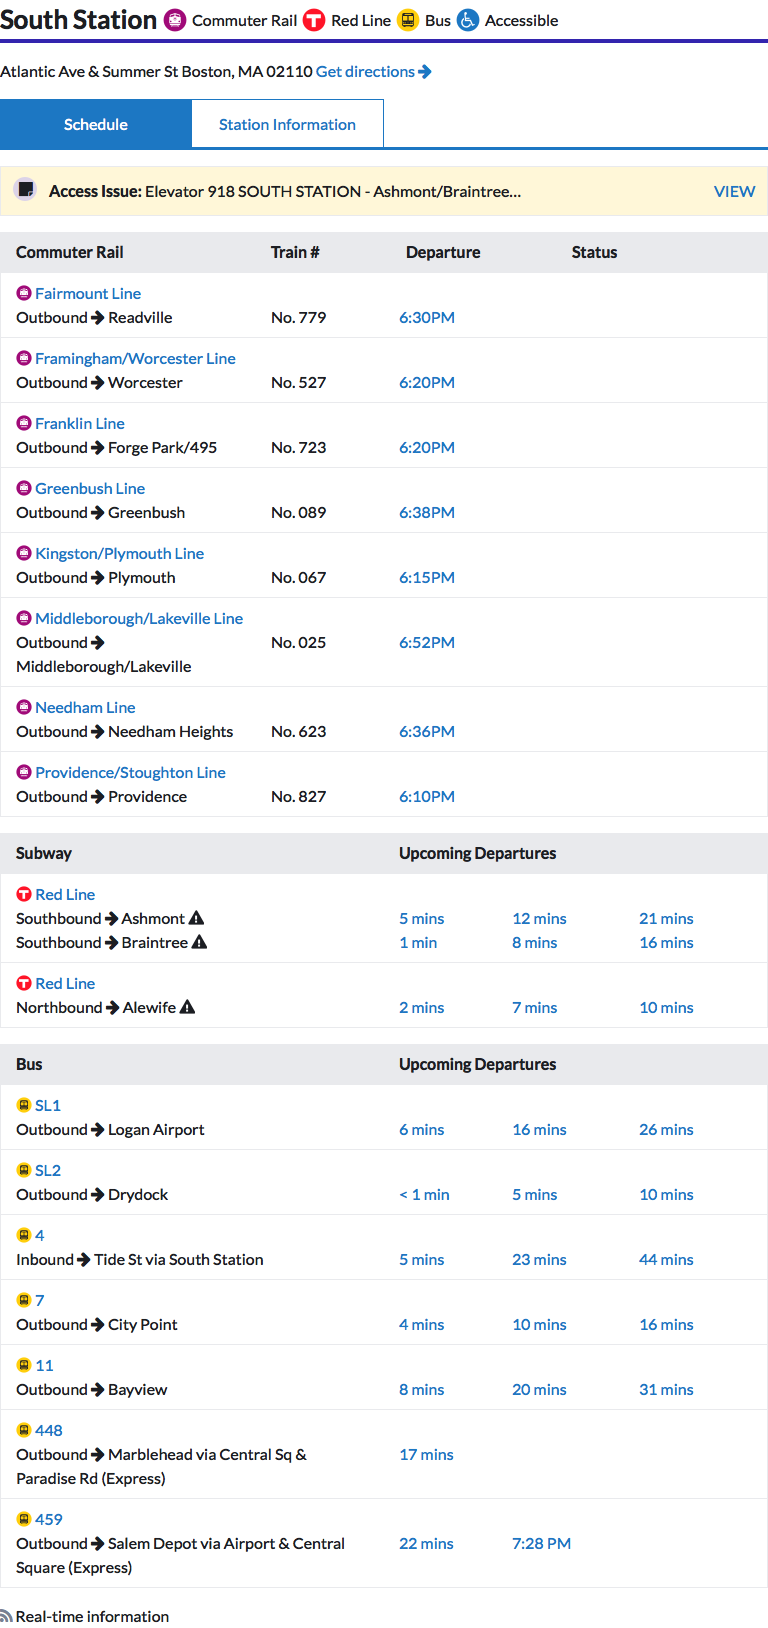 South Station Commuter Rail Red Line Bus Accessible
Atlantic Ave & Summer St Boston, MA 02110 Get directions
Schedule Station Information
Access Issue: Elevator 918 SOUTH STATION - Ashmont/Braintree... VIEW
Commuter Rail Train # Departure Status
Fairmount Line
Outbound Readville No. 779 6:30PM
Framingham/Worcester Line
Outbound Worcester No. 527 6:20PM
Franklin Line
Outbound Forge Park/495 No. 723 6:20PM
Greenbush Line
Outbound Greenbush No. 089 6:38PM
Kingston/Plymouth Line
Outbound Plymouth No. 067 6:15PM
Middleborough/Lakeville Line
Outbound No. 025 6:52PM
Middleborough/Lakeville
Needham Line
Outbound Needham Heights No. 623 6:36PM
Providence/Stoughton Line
Outbound Providence No. 827 6:10PM
Subway Upcoming Departures
Red Line
Southbound Ashmont 5 mins 12 mins 21 mins
Southbound Braintree 1 min 8 mins 16 mins
Red Line
Northbound Alewife 2 mins 7 mins 10 mins
Bus Upcoming Departures
SL1
Outbound Logan Airport 6 mins 16 mins 26 mins
SL2
Outbound Drydock < 1 min 5 mins 10 mins
4
Inbound Tide St via South Station 5 mins 23 mins 44 mins
7
Outbound City Point 4 mins 10 mins 16 mins
11
Outbound Bayview 8 mins 20 mins 31 mins
448
Outbound Marblehead via Central Sq & 17 mins
Paradise Rd (Express)
459
Outbound Salem Depot via Airport & Central 22 mins 7:28 PM
Square (Express)
Real-time information